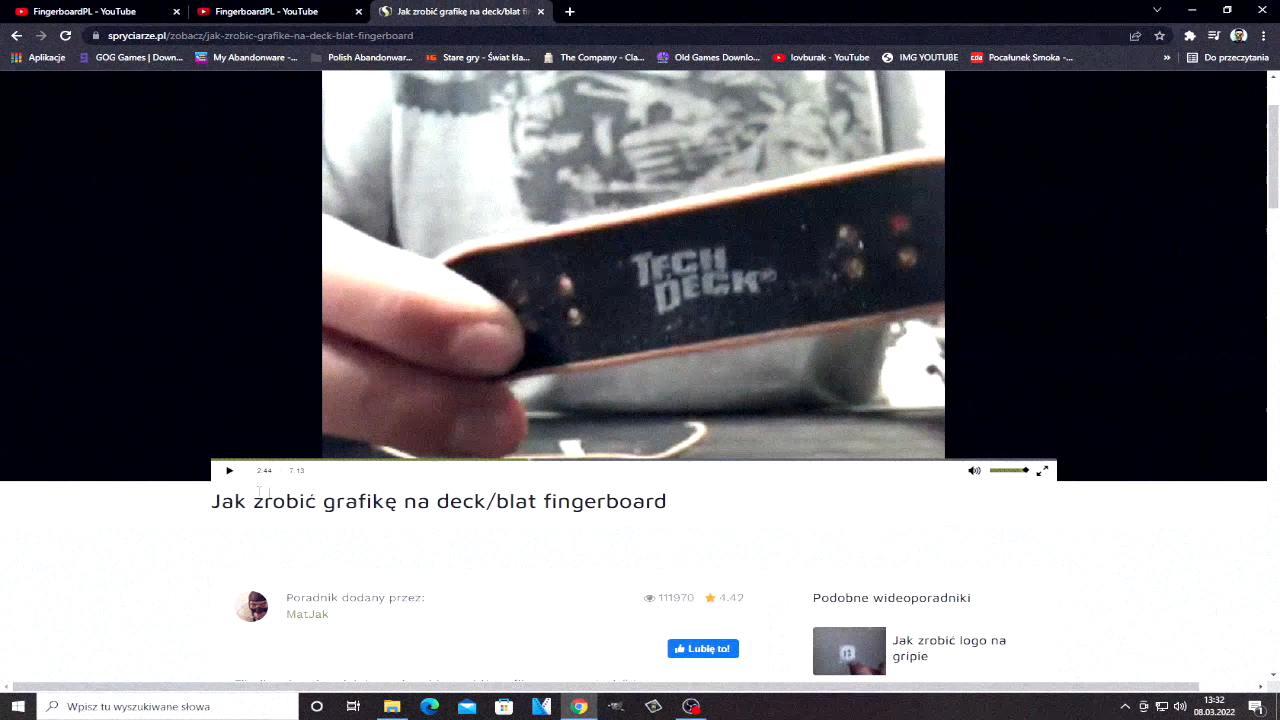 FingerboardPL - YouTube
FingerboardPL - YouTube
Jak zrobić grafikę na deck/blat fi
spryciarze.pl/zobacz/jak-zrobic-grafike-na-deck-blat-fingerboard
Aplikacje
GOG Games | Down...
My Abandonware -...
Polish Abandonwar...
Stare gry - Świat kla...
The Company - Cla...
Old Games Downlo...
lovburak - YouTube
IMG YOUTUBE
Pocałunek Smoka -...
»
Do przeczytania
TECH
DECK
2:44
7:13
Jak zrobić grafikę na deck/blat fingerboard
Poradnik dodany przez:
MatJak
111970
4.42
Lubię to!
Podobne wideoporadniki
Jak zrobić logo na
gripie
Wpisz tu wyszukiwane słowa
13:32
08.03.2022